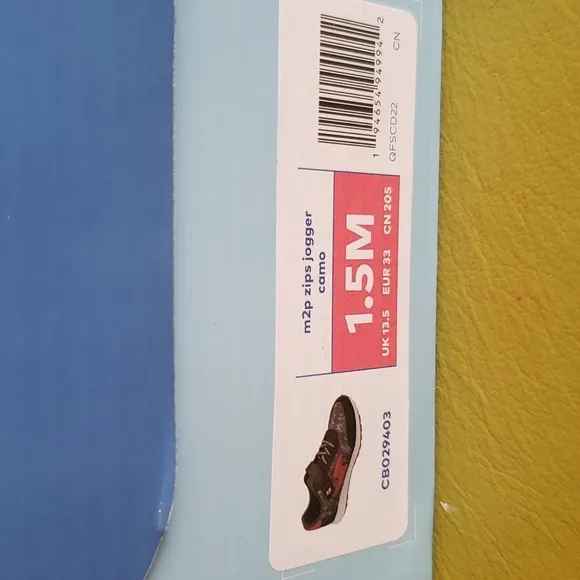 CB029403
m2p zips jogger
camo
1.5M
UK 13.5 EUR 33 CN 205
1 94654 94994 2
QFSCD22 CN